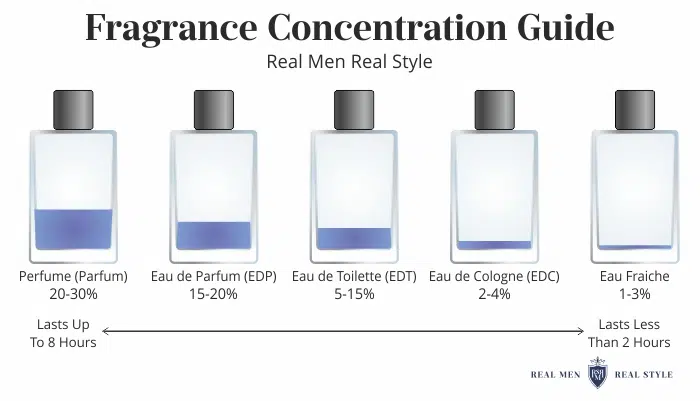 Fragrance Concentration Guide
Real Men Real Style
Perfume (Parfum)
20-30%
Eau de Parfum (EDP)
15-20%
Eau de Toilette (EDT)
5-15%
Eau de Cologne (EDC)
2-4%
Eau Fraiche
1-3%
Lasts Up
To 8 Hours
Lasts Less
Than 2 Hours
REAL MEN REAL STYLE